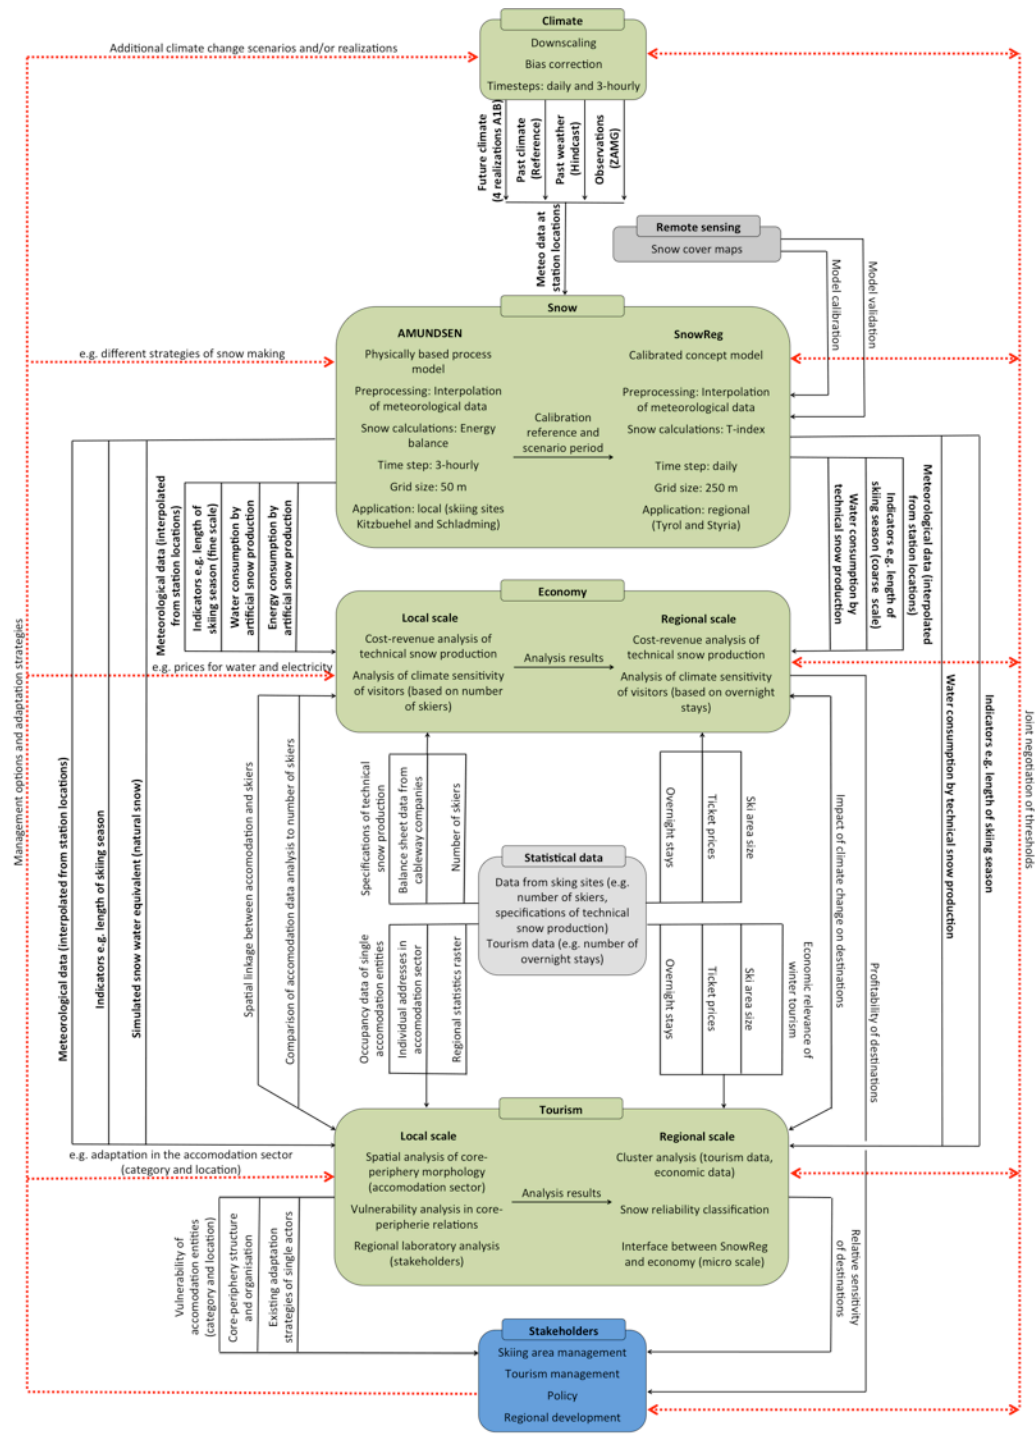 Climate
Downscaling
Bias correction
Timesteps: daily and 3-hourly
Additional climate change scenarios and/or realizations
Future climate
(4 realizations A1B)
Past climate
(Reference)
Past weather
(Hindcast)
Observations
(ZAMG)
Meteo data at
station locations
Remote sensing
Snow cover maps
Model calibration
Model validation
Snow
AMUNDSEN
Physically based process
model
Preprocessing: Interpolation
of meteorological data
Snow calculations: Energy
balance
Time step: 3-hourly
Grid size: 50 m
Application: local (skiing sites
Kitzbuehel and Schladming)
Calibration
reference and
scenario period
SnowReg
Calibrated concept model
Preprocessing: Interpolation
of meteorological data
Snow calculations: T-index
Time step: daily
Grid size: 250 m
Application: regional
(Tyrol and Styria)
e.g. different strategies of snow making
Meteorological data (interpolated
from station locations)
Indicators e.g. length of
skiing season (fine scale)
Water consumption by
artificial snow production
Energy consumption by
artificial snow production
Water consumption by
technical snow production
Indicators e.g. length of
skiing season (coarse scale)
Meteorological data (interpolated
from station locations)
Economy
Local scale
Cost-revenue analysis of
technical snow production
Analysis of climate sensitivity
of visitors (based on number
of skiers)
Analysis results
Regional scale
Cost-revenue analysis of
technical snow production
Analysis of climate sensitivity
of visitors (based on overnight
stays)
e.g. prices for water and electricity
Management options and adaptation strategies
Meteorological data (interpolated from station locations)
Indicators e.g. length of skiing season
Simulated snow water equivalent (natural snow)
Spatial linkage between accomodation and skiers
Comparison of accomodation data analysis to number of skiers
Specifications of technical
snow production
Balance sheet data from
cableway companies
Number of skiers
Overnight stays
Ticket prices
Ski area size
Statistical data
Data from sking sites (e.g.
number of skiers,
specifications of technical
snow production)
Tourism data (e.g. number of
overnight stays)
Occupancy data of single
accomodation entities
Individual addresses in
accomodation sector
Regional statistics raster
Overnight stays
Ticket prices
Ski area size
Economic relevance of
winter tourism
Impact of climate change on destinations
Profitability of destinations
Water consumption by technical snow production
Indicators e.g. length of skiing season
Joint negotiation of
thresholds
Tourism
Local scale
Spatial analysis of core-
periphery morphology
(accomodation sector)
Vulnerability analysis in core-
peripherie relations
Regional laboratory analysis
(stakeholders)
Analysis results
Regional scale
Cluster analysis (tourism data,
economic data)
Snow reliability classification
Interface between SnowReg
and economy (micro scale)
e.g. adaptation in the accomodation sector
(category and location)
Vulnerability of
accomodation entities
(category and location)
Core-periphery structure
and organisation
Existing adaptation
strategies of single actors
Relative sensitivity
of destinations
Stakeholders
Skiing area management
Tourism management
Policy
Regional development